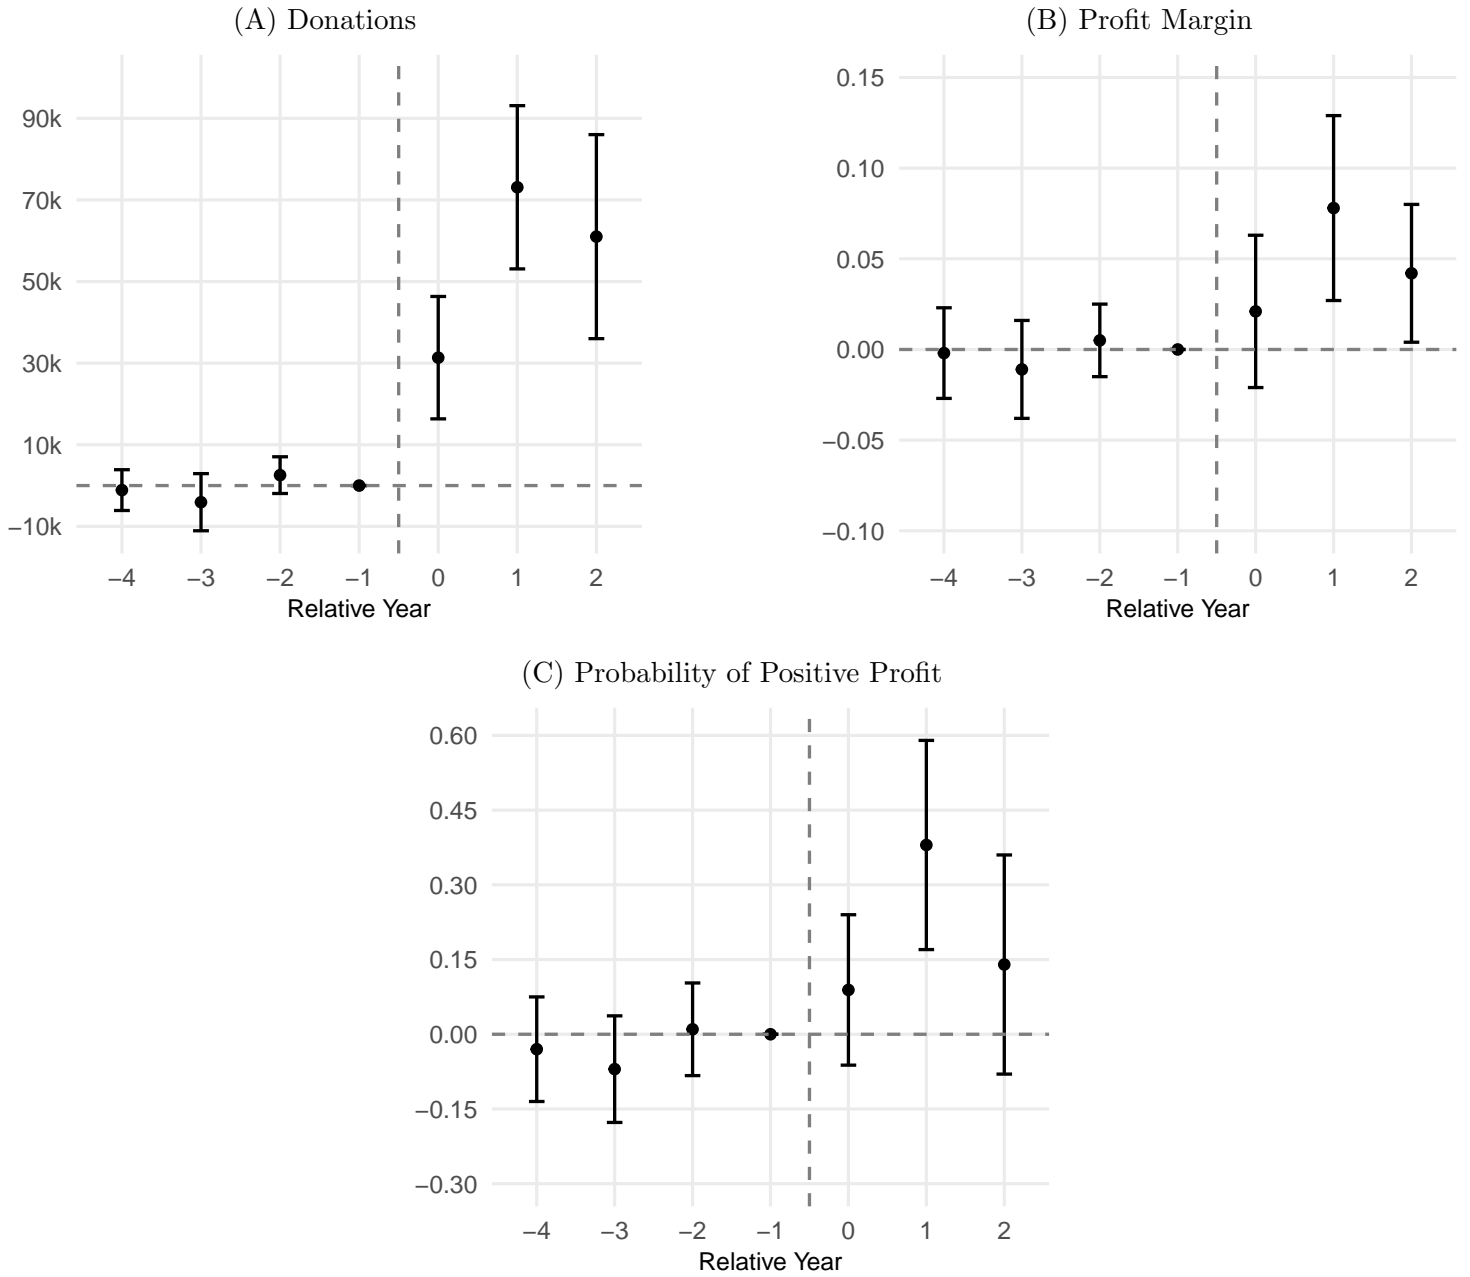 (A) Donations
90k
70k
50k
30k
10k
−10k
−4 −3 −2 −1 0 1 2
Relative Year
(B) Profit Margin
0.15
0.10
0.05
0.00
−0.05
−0.10
−4 −3 −2 −1 0 1 2
Relative Year
(C) Probability of Positive Profit
0.60
0.45
0.30
0.15
0.00
−0.15
−0.30
−4 −3 −2 −1 0 1 2
Relative Year